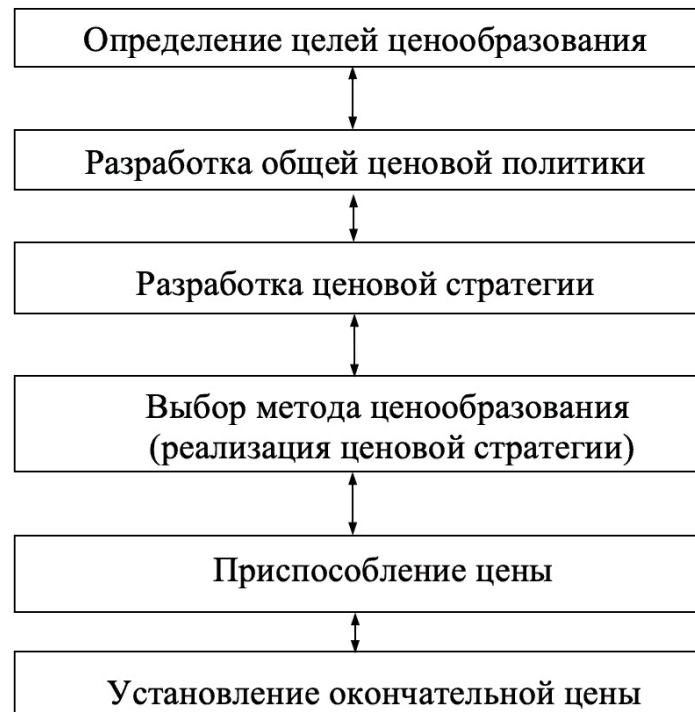 Определение целей ценообразования
Разработка общей ценовой политики
Разработка ценовой стратегии
Выбор метода ценообразования
(реализация ценовой стратегии)
Приспособление цены
Установление окончательной цены